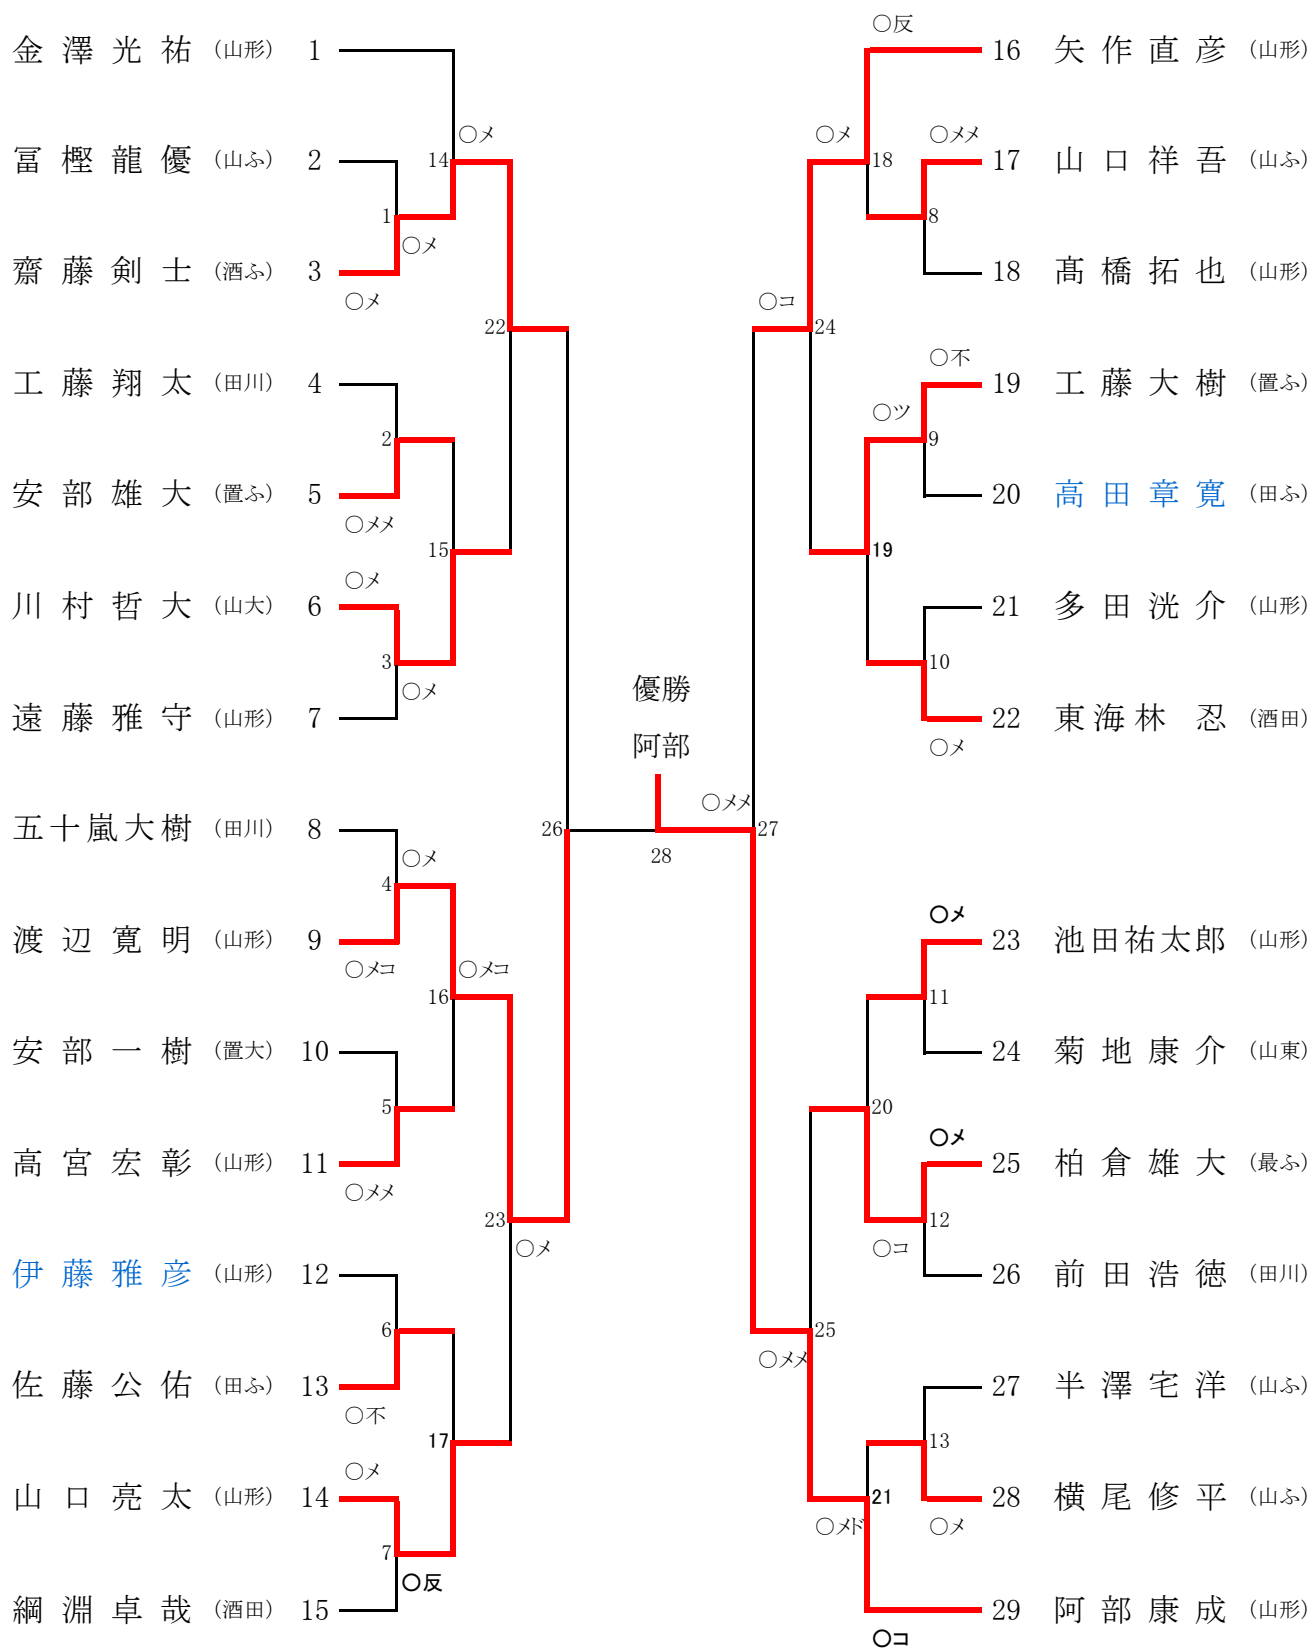 金澤光祐 (山形) 1
冨樫龍優 (山ふ) 2
齋藤剣士 (酒ふ) 3
工藤翔太 (田川) 4
安部雄大 (置ふ) 5
川村哲大 (山大) 6
遠藤雅守 (山形) 7
五十嵐大樹 (田川) 8
渡辺寛明 (山形) 9
安部一樹 (置大) 10
高宮宏彰 (山形) 11
伊藤雅彦 (山形) 12
佐藤公佑 (田ふ) 13
山口亮太 (山形) 14
綱淵卓哉 (酒田) 15
1
〇メ
〇メ
2
〇メメ
〇メ
3
〇メ
4
〇メ
〇メコ
5
〇メメ
6
〇不
〇メ
7
〇反
14
〇メ
15
16
〇メコ
17
22
23
〇メ
26
優勝
阿部
28
〇メメ
27
〇コ
24
25
〇メメ
〇メ
18
〇反
〇ツ
19
20
〇コ
21
〇メド
〇コ
〇メメ
8
〇不
9
10
〇メ
〇メ
11
〇メ
12
13
〇メ
16 矢作直彦 (山形)
17 山口祥吾 (山ふ)
18 髙橋拓也 (山形)
19 工藤大樹 (置ふ)
20 高田章寛 (田ふ)
21 多田洸介 (山形)
22 東海林 忍 (酒田)
23 池田祐太郎 (山形)
24 菊地康介 (山東)
25 柏倉雄大 (最ふ)
26 前田浩徳 (田川)
27 半澤宅洋 (山ふ)
28 横尾修平 (山ふ)
29 阿部康成 (山形)